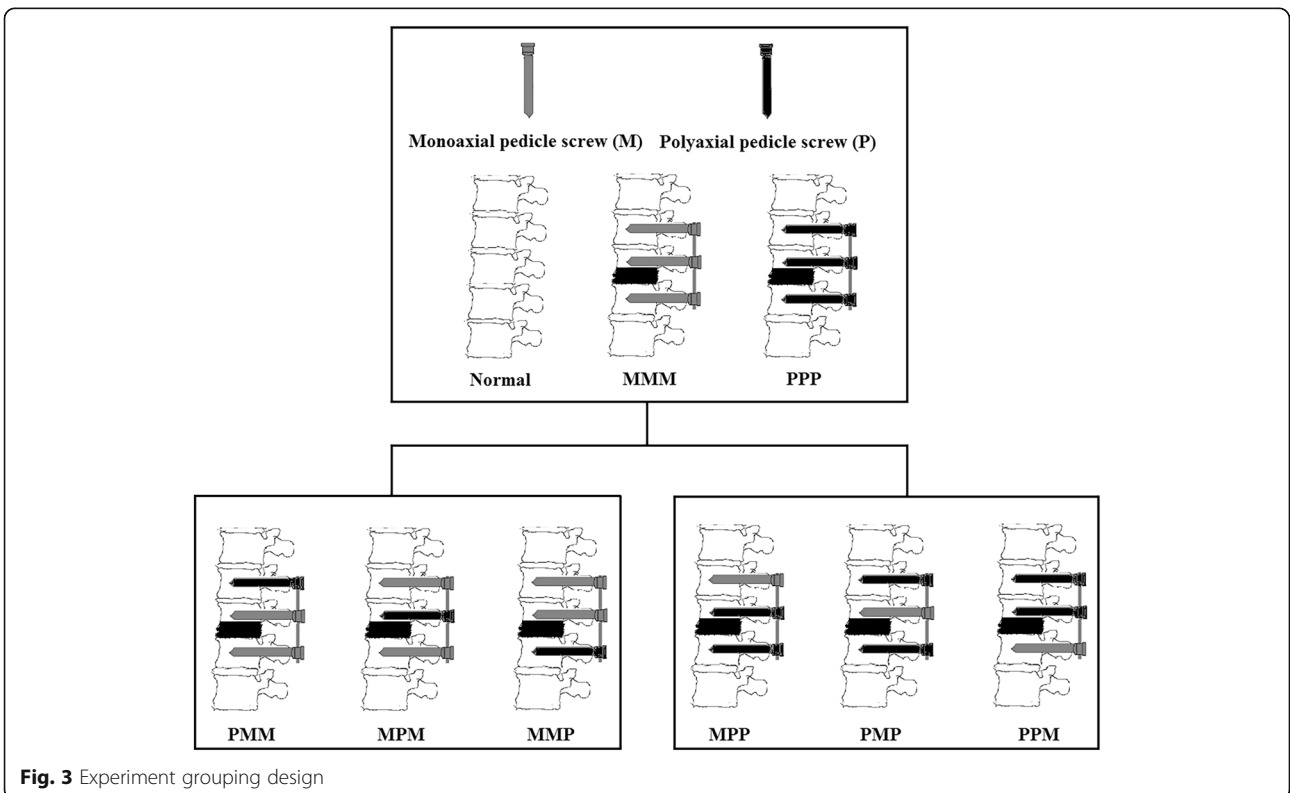 Monoaxial pedicle screw (M) Polyaxial pedicle screw (P)
Normal MMM PPP
PMM MPM MMP MPP PMP PPM
Fig. 3 Experiment grouping design